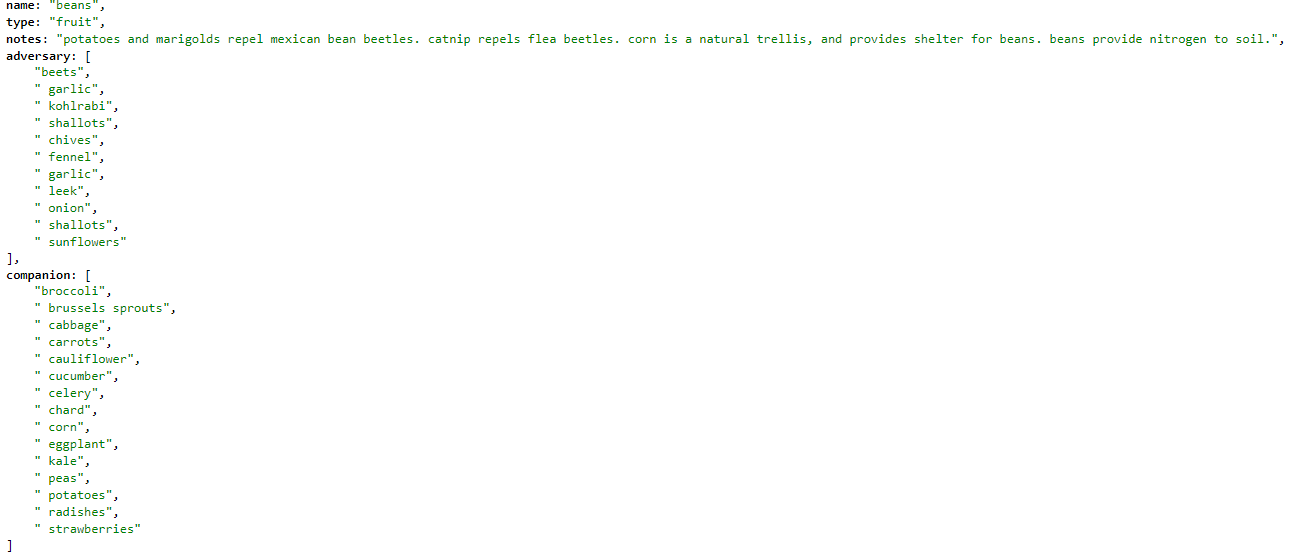 name: "beans",
type: "fruit",
notes: "potatoes and marigolds repel mexican bean beetles. catnip repels flea beetles. corn is a natural trellis, and provides shelter for beans. beans provide nitrogen to soil.",
adversary: [
"beets",
" garlic",
" kohlrabi",
" shallots",
" chives",
" fennel",
" garlic",
" leek",
" onion",
" shallots",
" sunflowers"
],
companion: [
"broccoli",
" brussels sprouts",
" cabbage",
" carrots",
" cauliflower",
" cucumber",
" celery",
" chard",
" corn",
" eggplant",
" kale",
" peas",
" potatoes",
" radishes",
" strawberries"
]